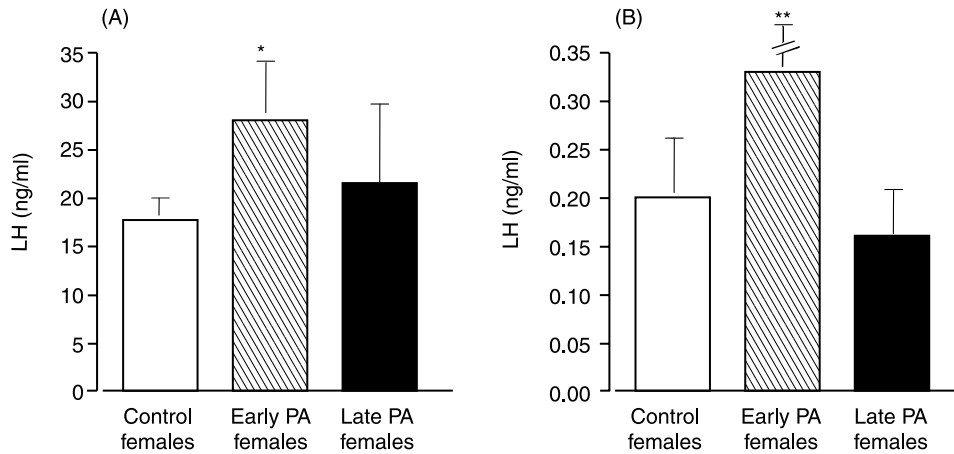 (A)
*
LH (ng/ml)
35
30
25
20
15
10
5
0
Control females
Early PA females
Late PA females
(B)
**
LH (ng/ml)
0.35
0.30
0.25
0.20
0.15
0.10
0.05
0.00
Control females
Early PA females
Late PA females